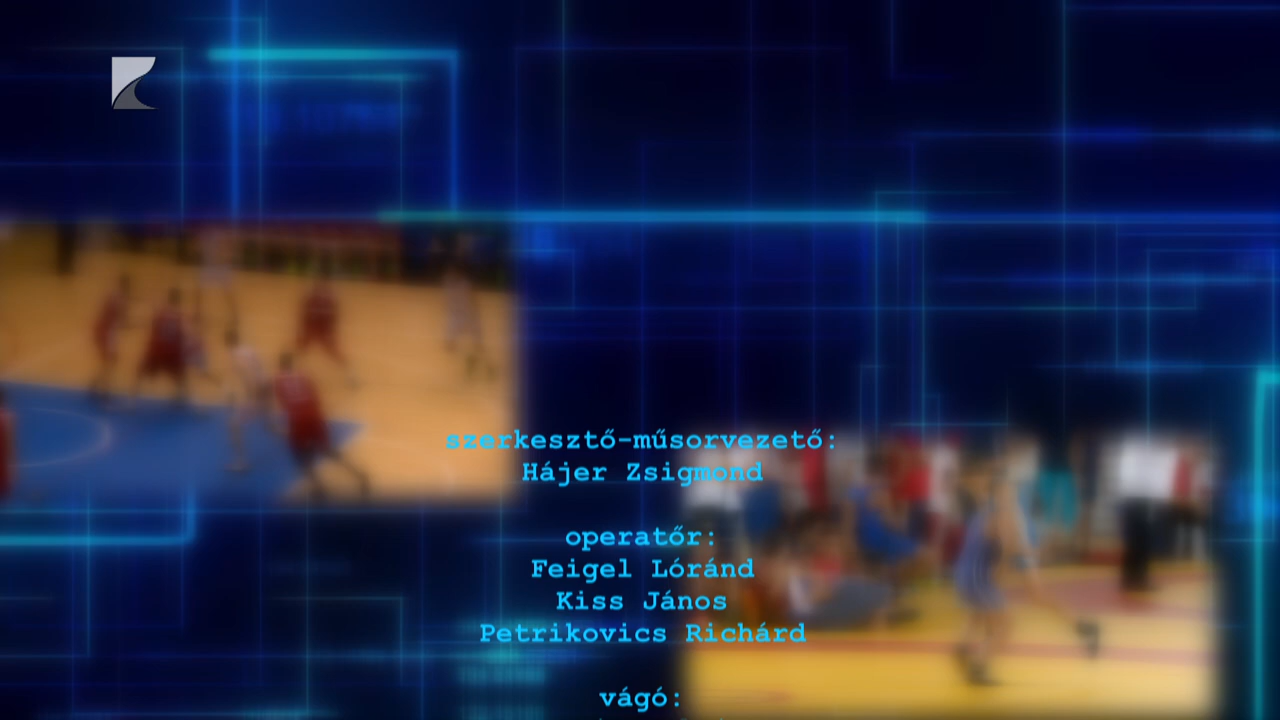 szerkesztő-műsorvezető:
Hájer Zsigmond
operatőr:
Feigel Lóránd
Kiss János
Petrikovics Richárd
vágó: